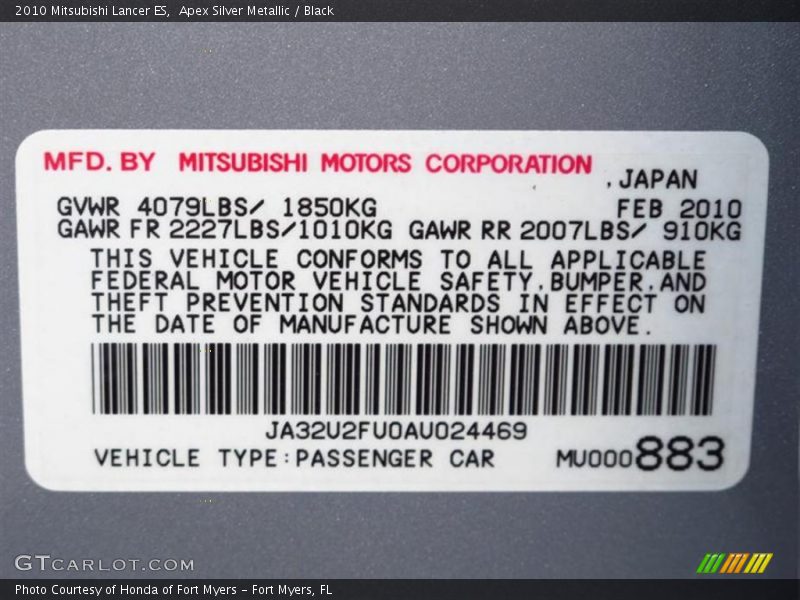 2010 Mitsubishi Lancer ES,  Apex Silver Metallic / Black
MFD. BY MITSUBISHI MOTORS CORPORATION
,JAPAN
GVWR 4079LBS/ 1850KG FEB 2010
GAWR FR 2227LBS/1010KG GAWR RR 2007LBS/ 910KG
THIS VEHICLE CONFORMS TO ALL APPLICABLE
FEDERAL MOTOR VEHICLE SAFETY,BUMPER,AND
THEFT PREVENTION STANDARDS IN EFFECT ON
THE DATE OF MANUFACTURE SHOWN ABOVE.
JA32U2FU0AU024469
VEHICLE TYPE:PASSENGER CAR MU000883
GTCARLOT.COM
Photo Courtesy of Honda of Fort Myers – Fort Myers, FL